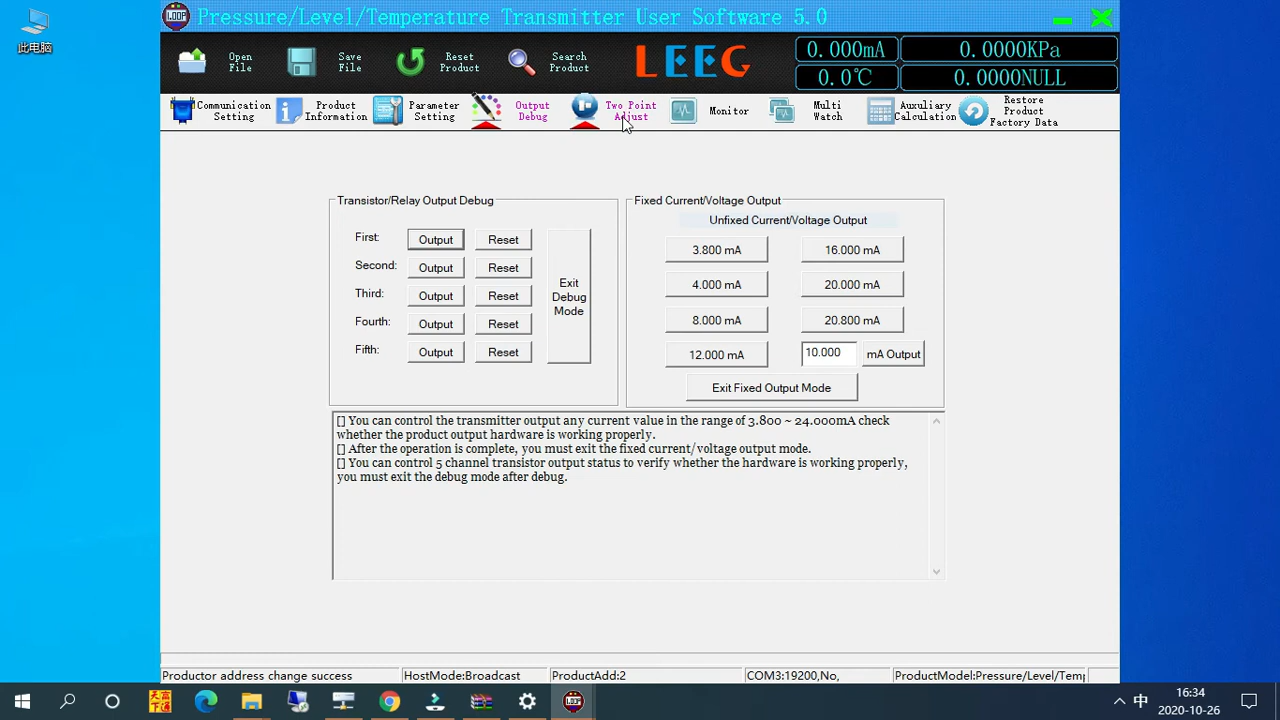 此电脑
LOOP
Pressure/Level/Temperature Transmitter User Software 5.0
Open File
Save File
Reset Product
Search Product
LEEG
0.000mA
0.0000KPa
0.0℃
0.0000NULL
Communication Setting
Product Information
Parameter Setting
Output Debug
Two Point Adjust
Monitor
Multi Watch
Auxuliary Calculation
Restore Product Factory Data
Transistor/Relay Output Debug
First: Output Reset
Second: Output Reset
Third: Output Reset
Fourth: Output Reset
Fifth: Output Reset
Exit Debug Mode
Fixed Current/Voltage Output
Unfixed Current/Voltage Output
3.800 mA 16.000 mA
4.000 mA 20.000 mA
8.000 mA 20.800 mA
12.000 mA 10.000 mA Output
Exit Fixed Output Mode
[] You can control the transmitter output any current value in the range of 3.800 ~ 24.000mA check
whether the product output hardware is working properly.
[] After the operation is complete, you must exit the fixed current/voltage output mode.
[] You can control 5 channel transistor output status to verify whether the hardware is working properly,
you must exit the debug mode after debug.
Productor address change success
HostMode:Broadcast
ProductAdd:2
COM3:19200,No,
ProductModel:Pressure/Level/Temp
天富
下通
LOOP
中
16:34
2020-10-26